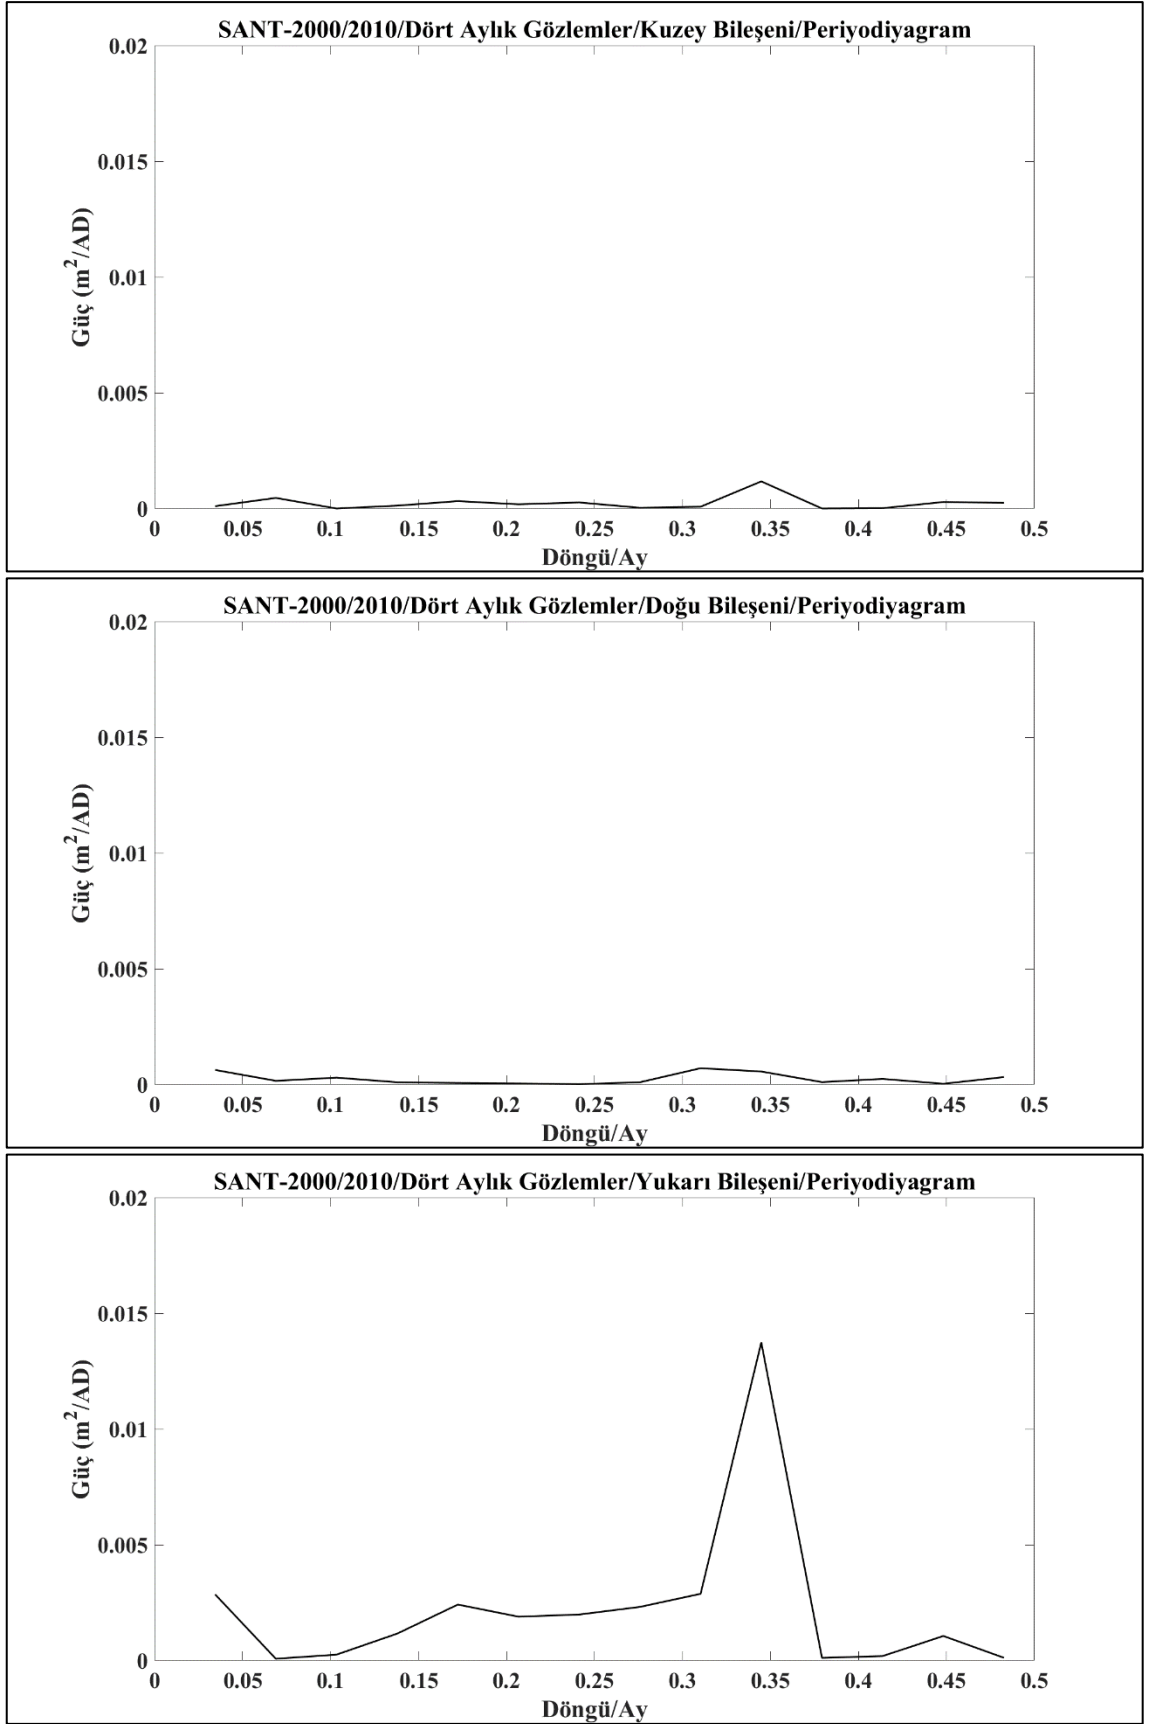 SANT-2000/2010/Dört Aylık Gözlemler/Kuzey Bileşeni/Periyodiyagram
0.02
0.015
0.01
0.005
0
Güç (m²/AD)
0 0.05 0.1 0.15 0.2 0.25 0.3 0.35 0.4 0.45 0.5
Döngü/Ay
SANT-2000/2010/Dört Aylık Gözlemler/Doğu Bileşeni/Periyodiyagram
0.02
0.015
0.01
0.005
0
Güç (m²/AD)
0 0.05 0.1 0.15 0.2 0.25 0.3 0.35 0.4 0.45 0.5
Döngü/Ay
SANT-2000/2010/Dört Aylık Gözlemler/Yukarı Bileşeni/Periyodiyagram
0.02
0.015
0.01
0.005
0
Güç (m²/AD)
0 0.05 0.1 0.15 0.2 0.25 0.3 0.35 0.4 0.45 0.5
Döngü/Ay